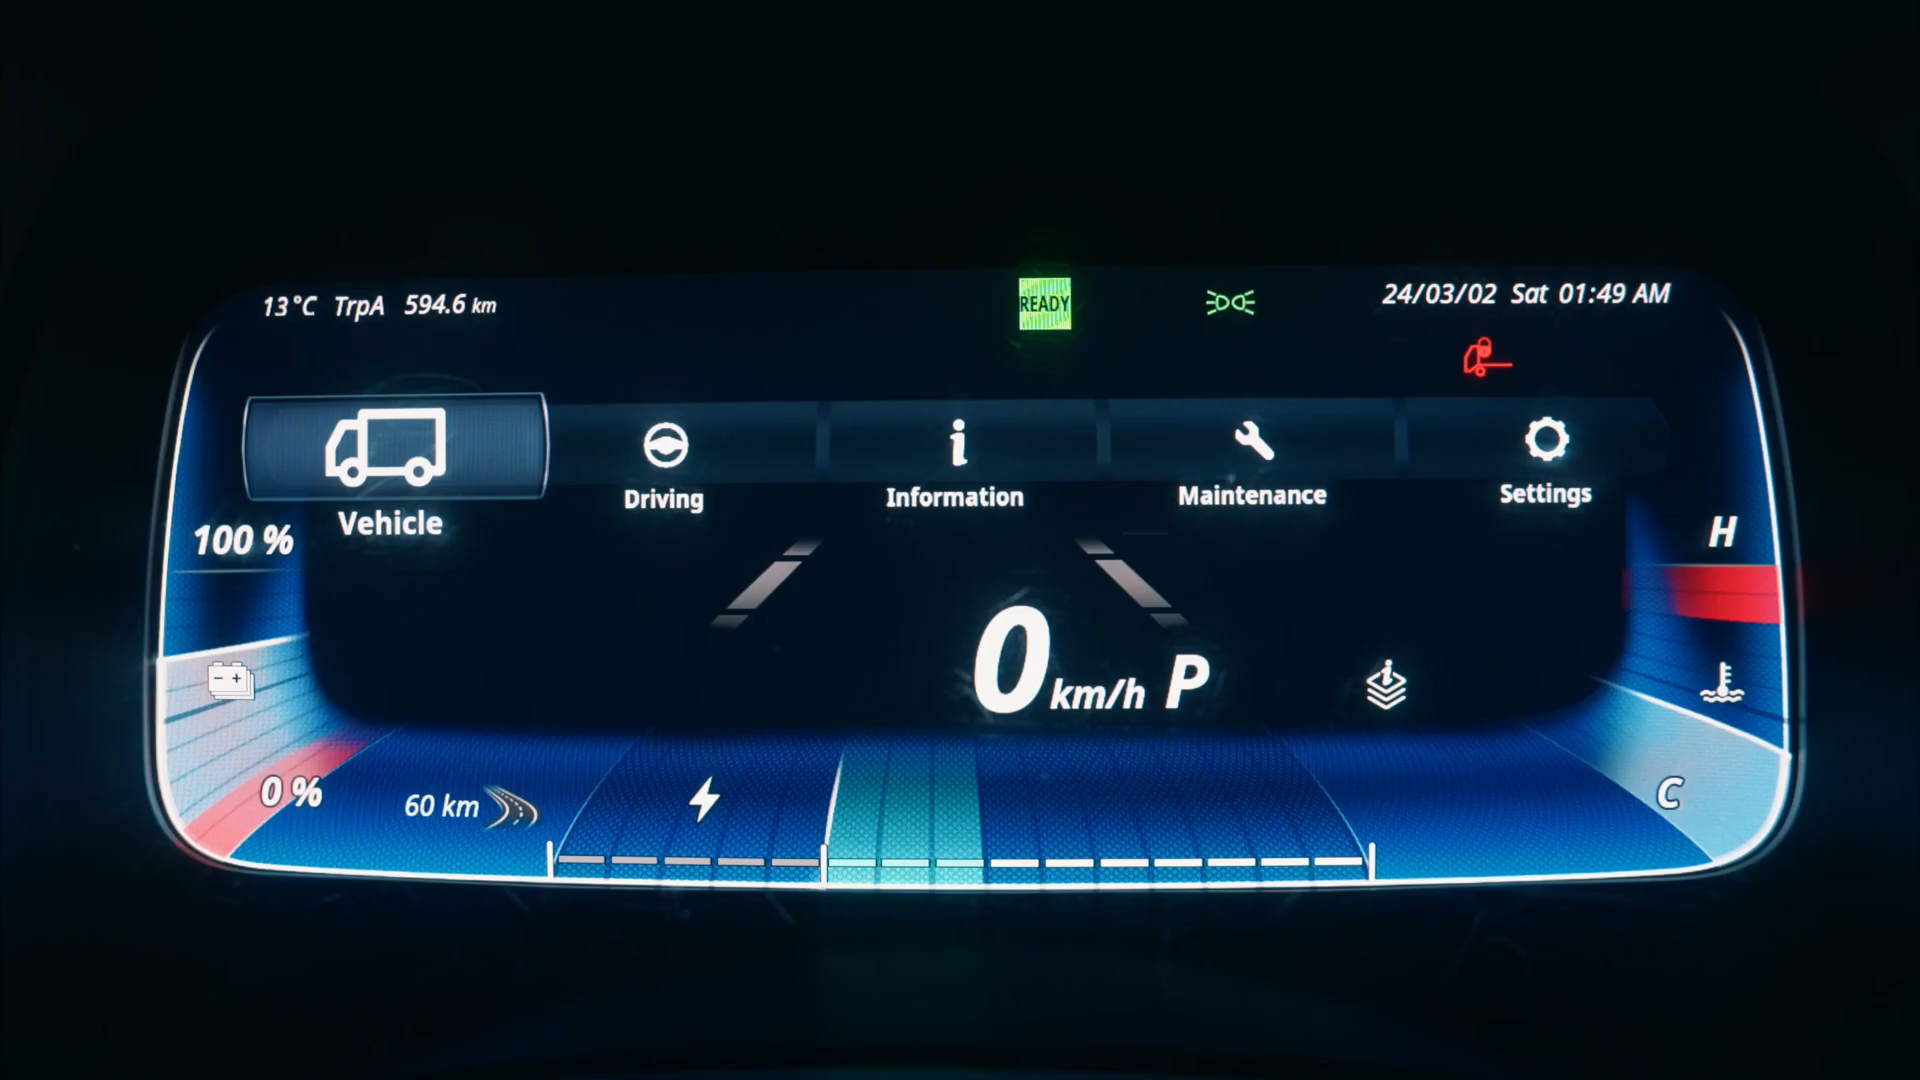 13°C TrpA 594.6 km
READY
24/03/02 Sat 01:49 AM
Vehicle
Driving
Information
Maintenance
Settings
100 %
H
0 km/h P
0 %
60 km
C